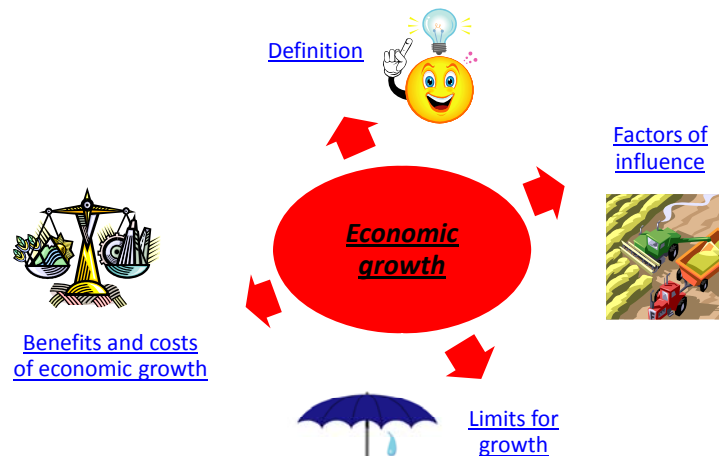 Definition
Factors of
influence
Economic
growth
Benefits and costs
of economic growth
Limits for
growth